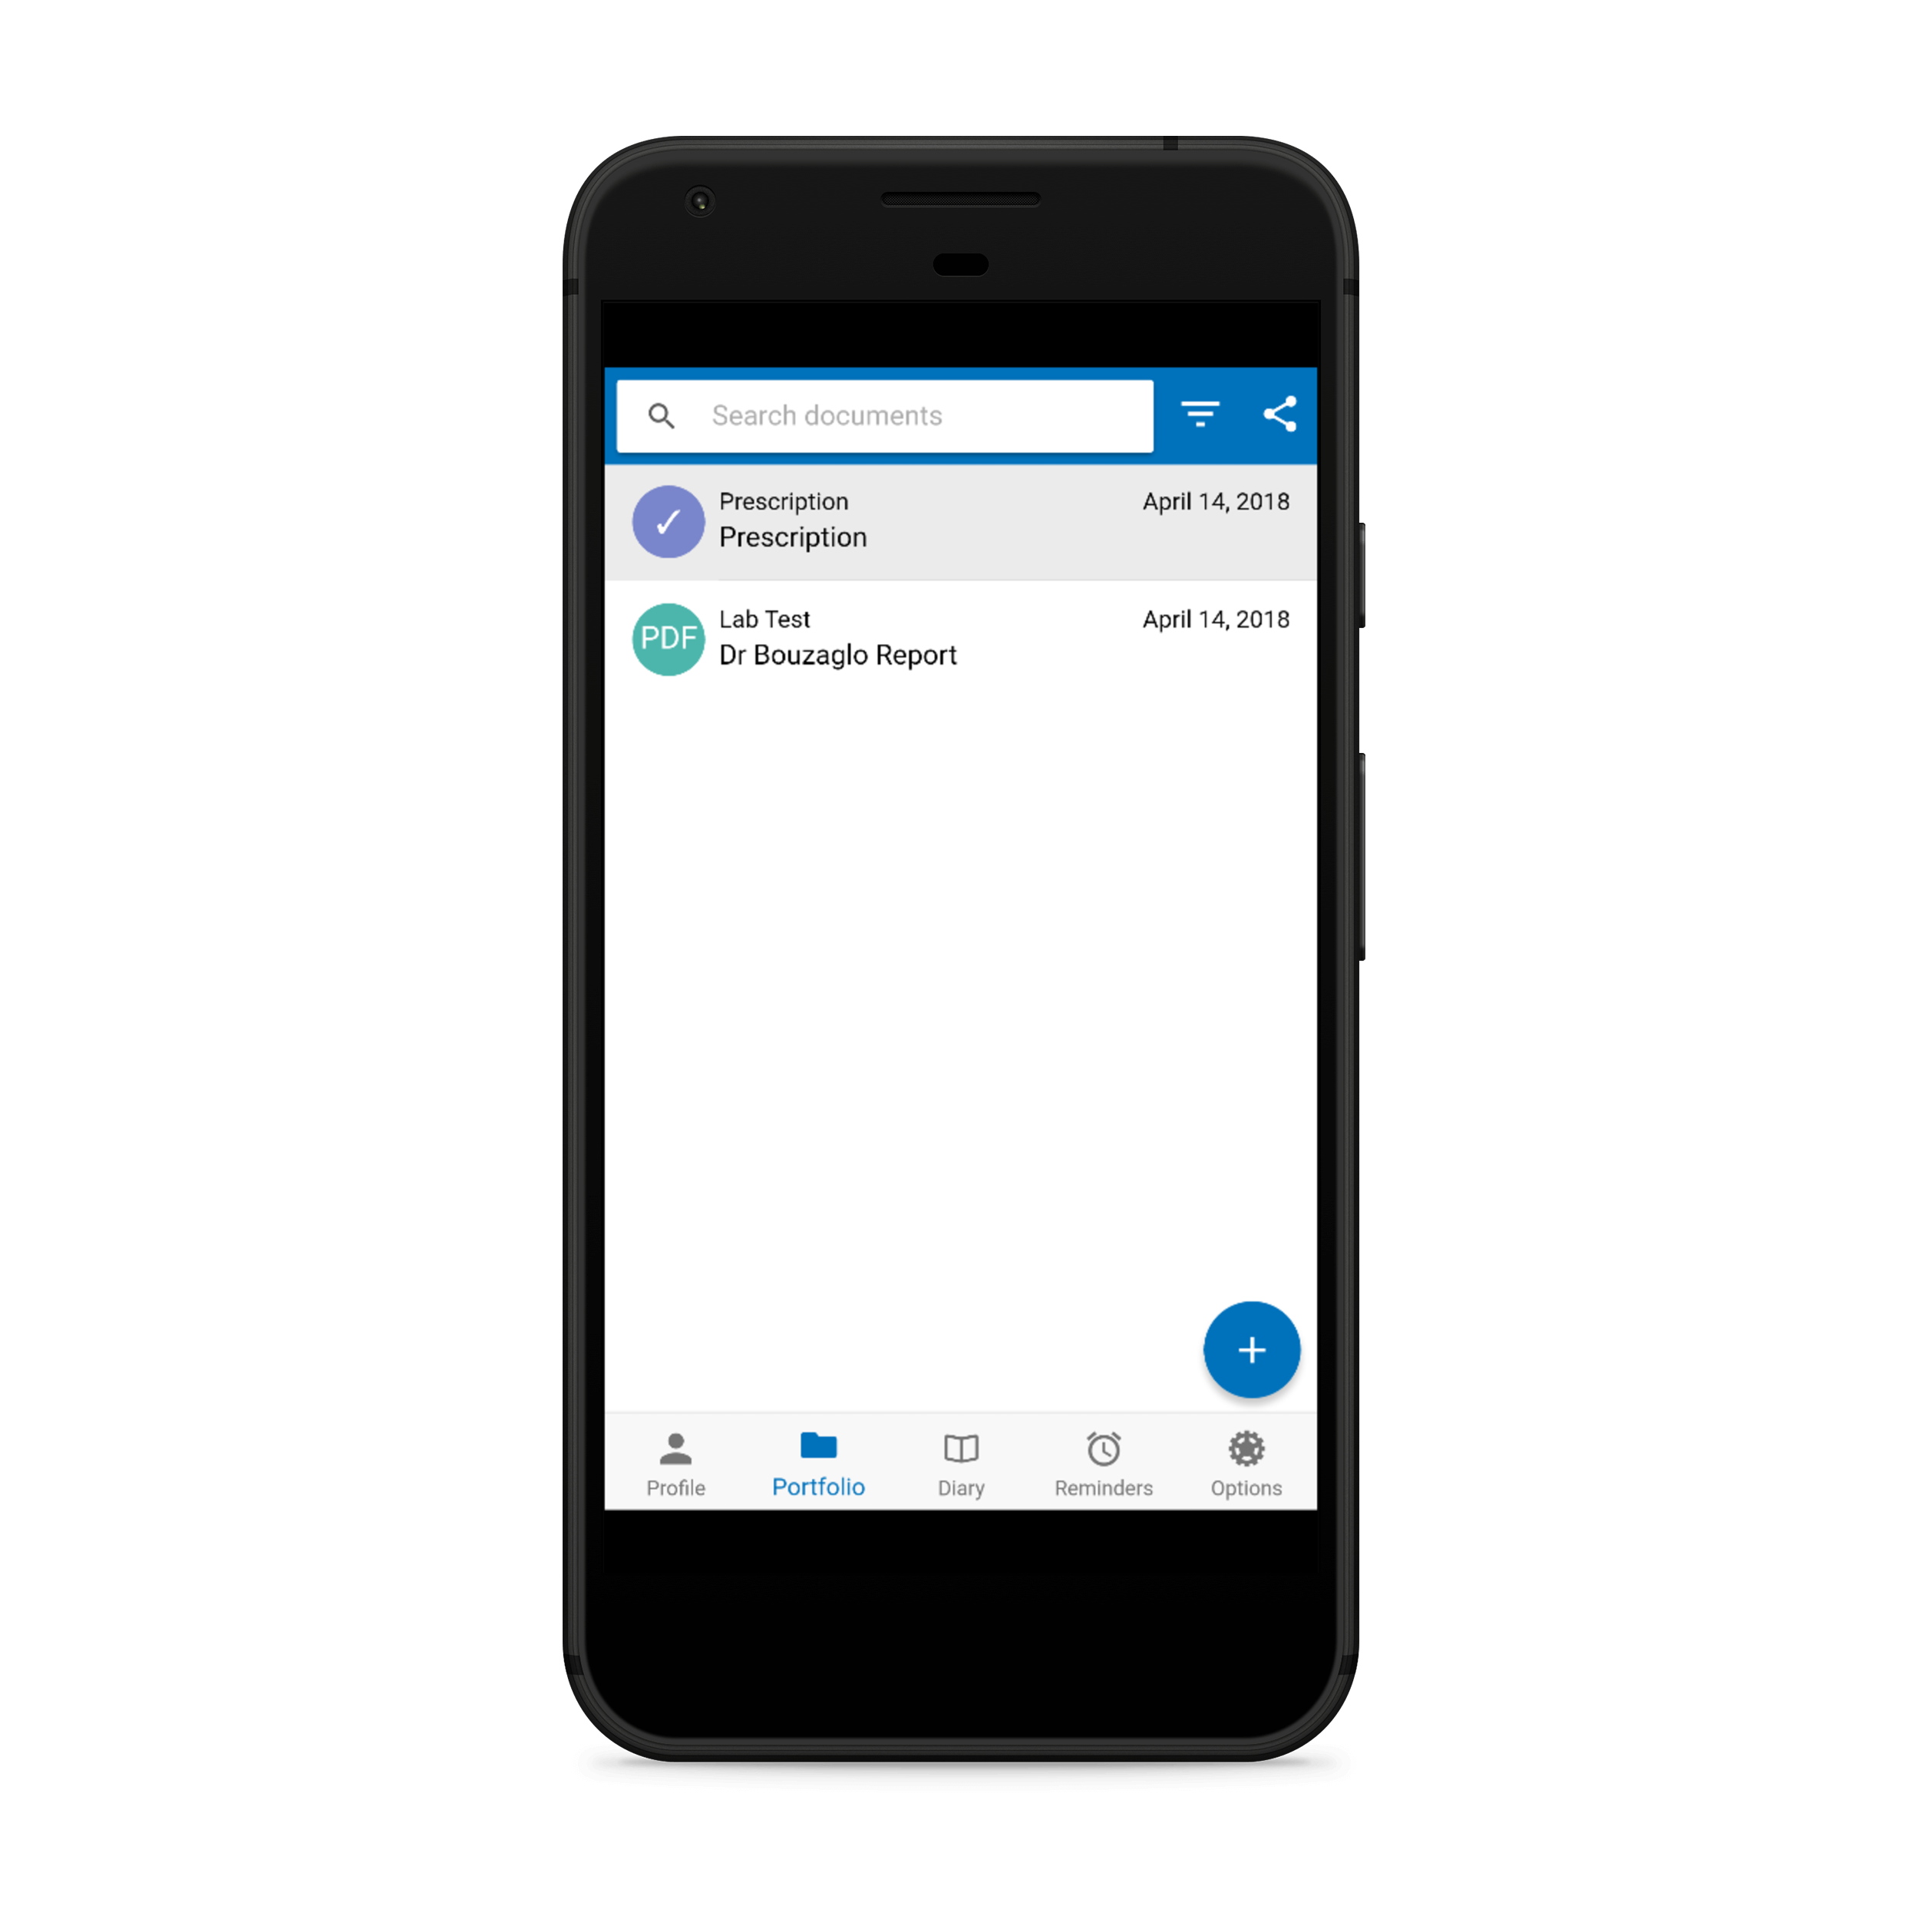 Search documents
Prescription April 14, 2018
Prescription
Lab Test April 14, 2018
PDF
Dr Bouzaglo Report
Profile Portfolio Diary Reminders Options